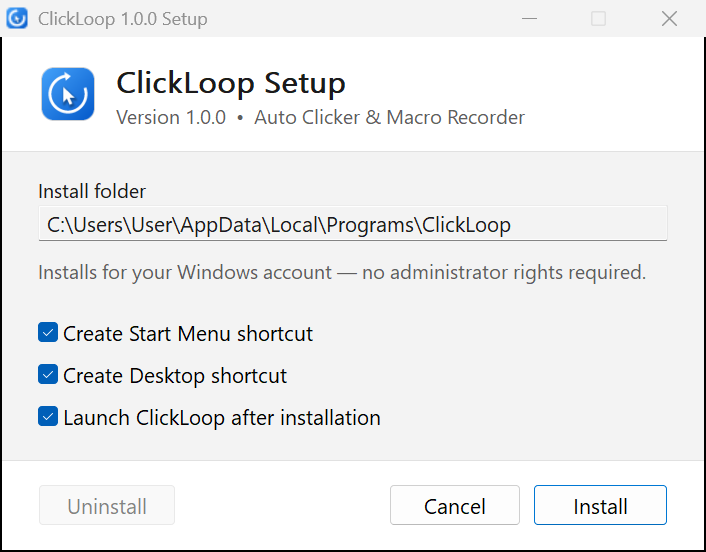 ClickLoop 1.0.0 Setup
ClickLoop Setup
Version 1.0.0 • Auto Clicker & Macro Recorder
Install folder
C:\Users\User\AppData\Local\Programs\ClickLoop
Installs for your Windows account — no administrator rights required.
Create Start Menu shortcut
Create Desktop shortcut
Launch ClickLoop after installation
Uninstall Cancel Install